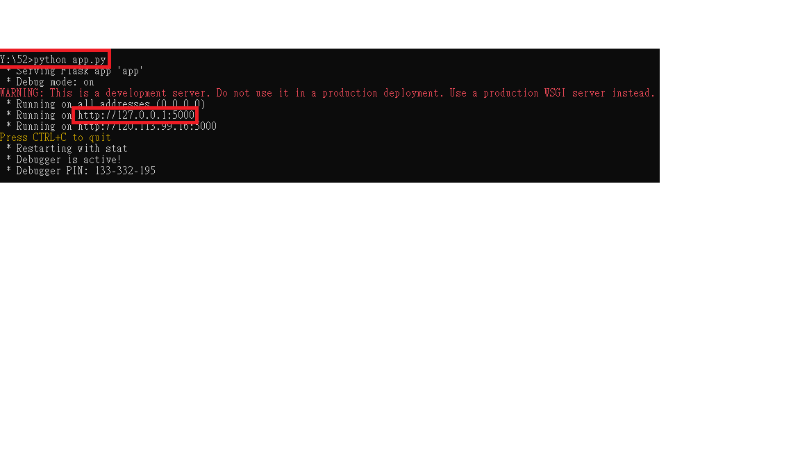 Y:\52>python app.py
* Serving Flask app 'app'
* Debug mode: on
WARNING: This is a development server. Do not use it in a production deployment. Use a production WSGI server instead.
* Running on all addresses (0.0.0.0)
* Running on http://127.0.0.1:5000
* Running on http://120.113.99.16:5000
Press CTRL+C to quit
* Restarting with stat
* Debugger is active!
* Debugger PIN: 133-332-195